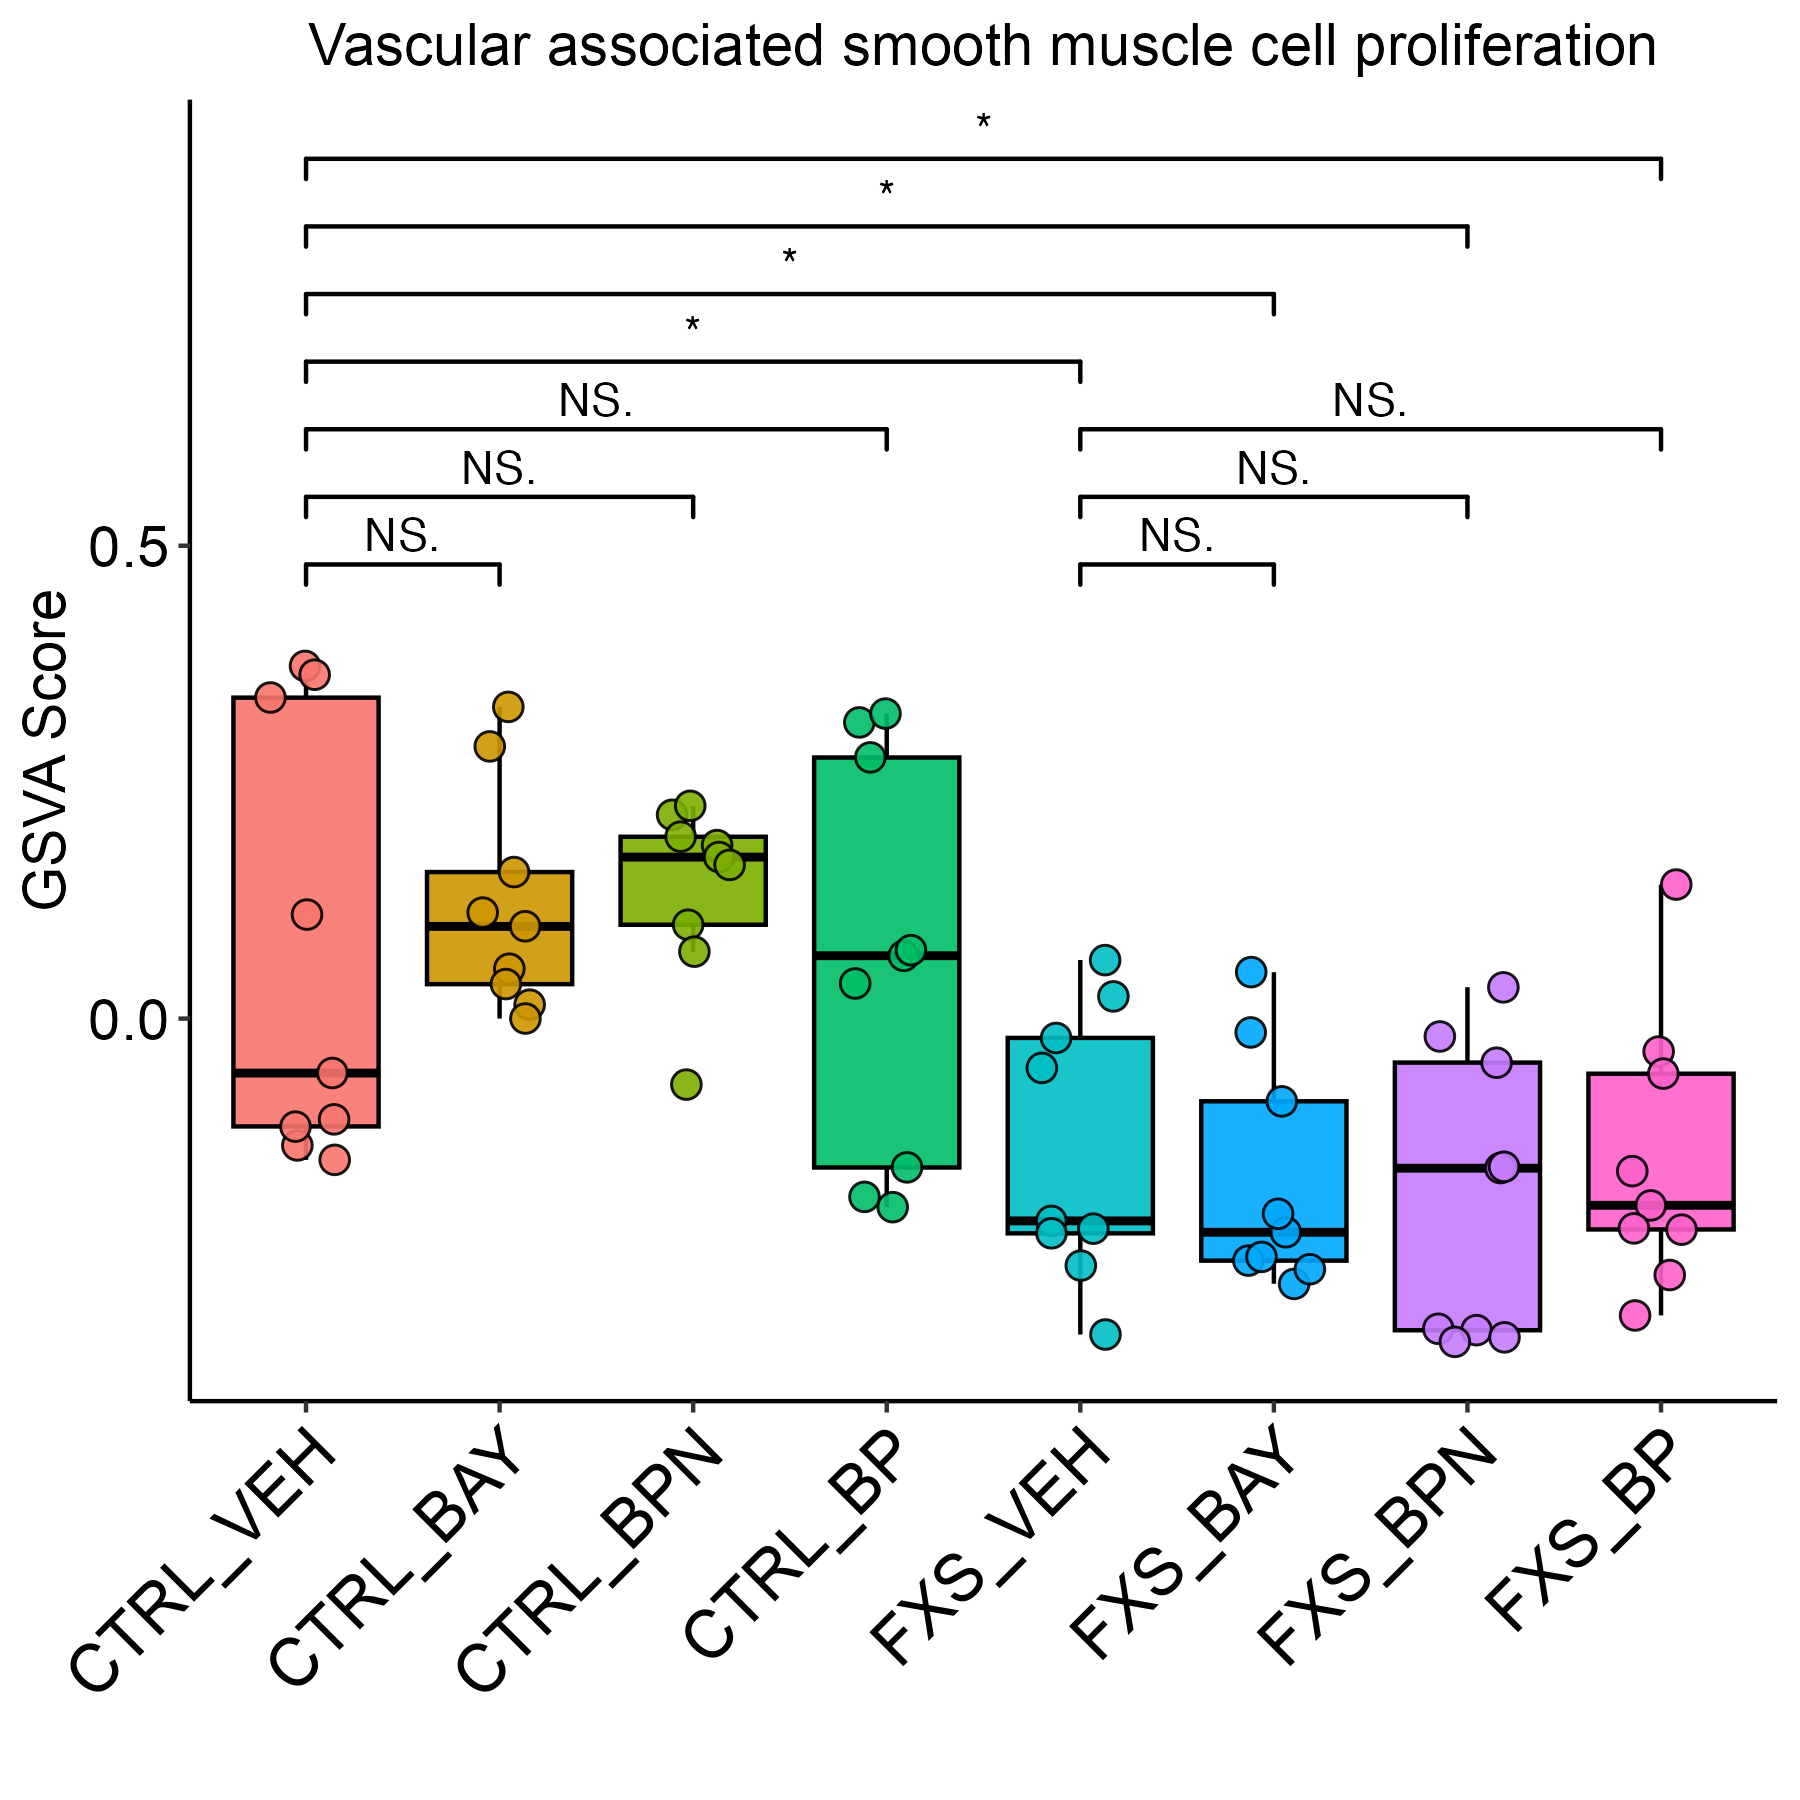 Vascular associated smooth muscle cell proliferation
*
*
*
*
NS.
NS.
NS.
NS.
NS.
NS.
0.5
0.0
GSVA Score
CTRL_VEH
CTRL_BAY
CTRL_BPN
CTRL_BP
FXS_VEH
FXS_BAY
FXS_BPN
FXS_BP